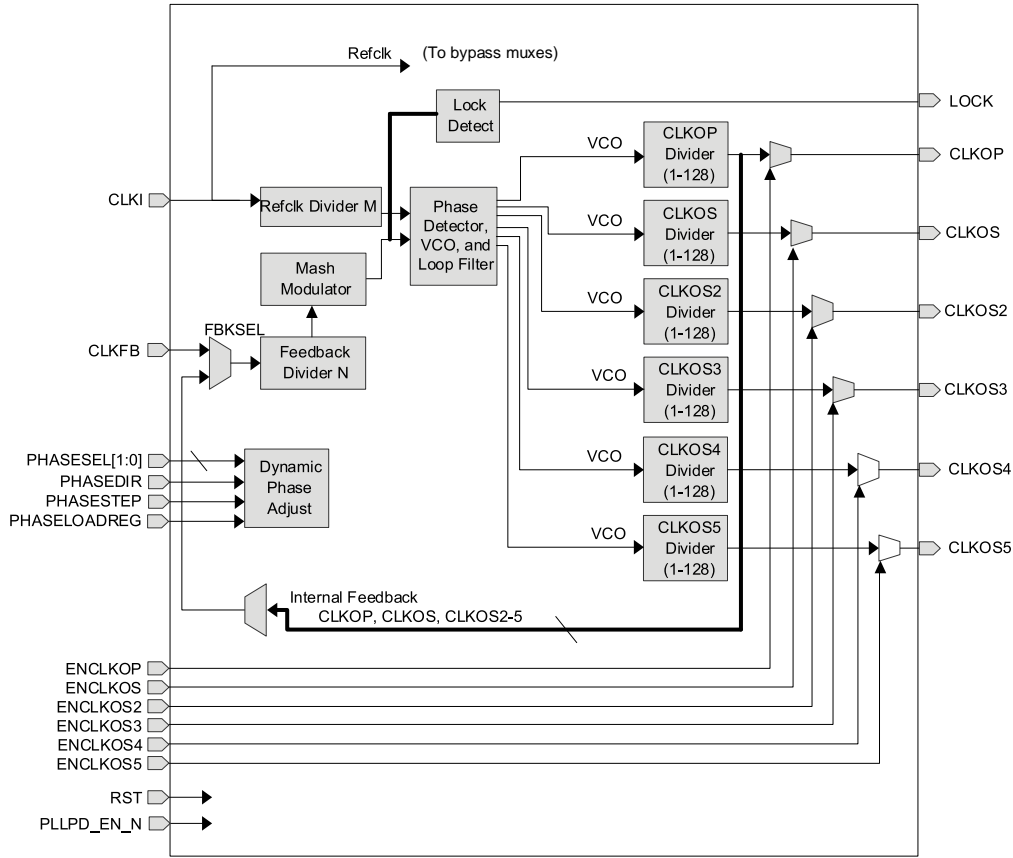 Refclk (To bypass muxes)
Lock
Detect
LOCK
VCO
CLKOP
Divider
(1-128)
CLKOP
CLKI
Refclk Divider M
Phase
Detector,
VCO, and
Loop Filter
VCO
CLKOS
Divider
(1-128)
CLKOS
Mash
Modulator
VCO
CLKOS2
Divider
(1-128)
CLKOS2
CLKFB
FBKSEL
Feedback
Divider N
VCO
CLKOS3
Divider
(1-128)
CLKOS3
PHASESEL[1:0]
PHASEDIR
PHASESTEP
PHASELOADREG
Dynamic
Phase
Adjust
VCO
CLKOS4
Divider
(1-128)
CLKOS4
VCO
CLKOS5
Divider
(1-128)
CLKOS5
Internal Feedback
CLKOP, CLKOS, CLKOS2-5
ENCLKOP
ENCLKOS
ENCLKOS2
ENCLKOS3
ENCLKOS4
ENCLKOS5
RST
PLLPD_EN_N